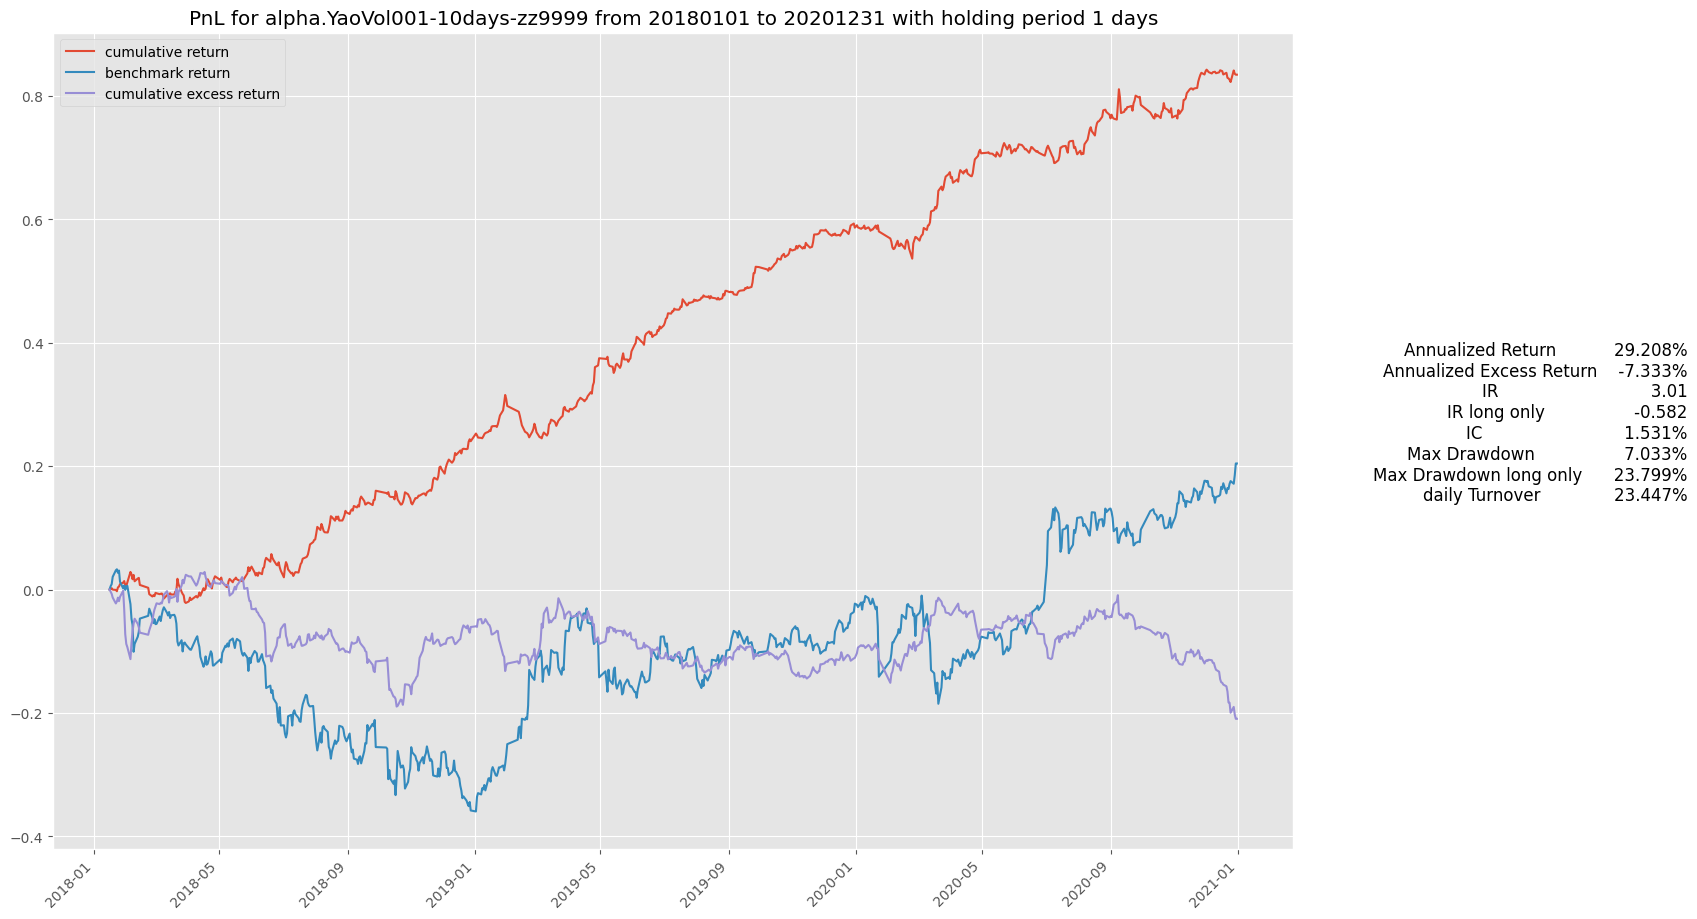 PnL for alpha.YaoVol001-10days-zz9999 from 20180101 to 20201231 with holding period 1 days
cumulative return
benchmark return
cumulative excess return
0.8
0.6
0.4
0.2
0.0
−0.2
−0.4
2018-01
2018-05
2018-09
2019-01
2019-05
2019-09
2020-01
2020-05
2020-09
2021-01
Annualized Return 29.208%
Annualized Excess Return -7.333%
IR 3.01
IR long only -0.582
IC 1.531%
Max Drawdown 7.033%
Max Drawdown long only 23.799%
daily Turnover 23.447%